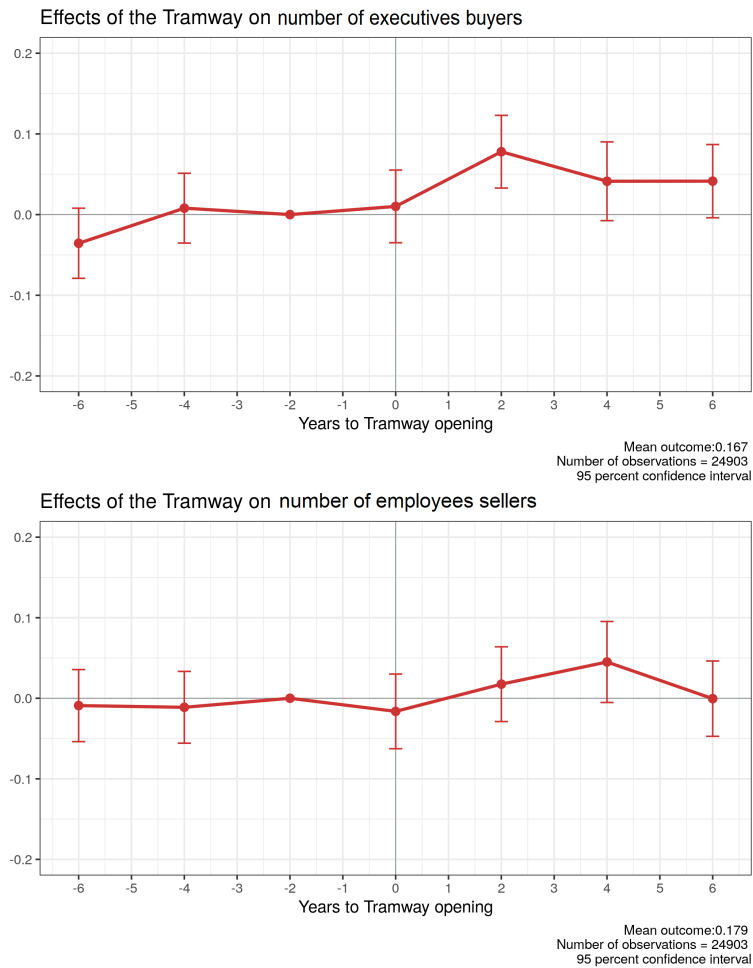 Effects of the Tramway on number of executives buyers
0.2
0.1
0.0
-0.1
-0.2
-6 -5 -4 -3 -2 -1 0 1 2 3 4 5 6
Years to Tramway opening
Mean outcome:0.167
Number of observations = 24903
95 percent confidence interval
Effects of the Tramway on number of employees sellers
0.2
0.1
0.0
-0.1
-0.2
-6 -5 -4 -3 -2 -1 0 1 2 3 4 5 6
Years to Tramway opening
Mean outcome:0.179
Number of observations = 24903
95 percent confidence interval